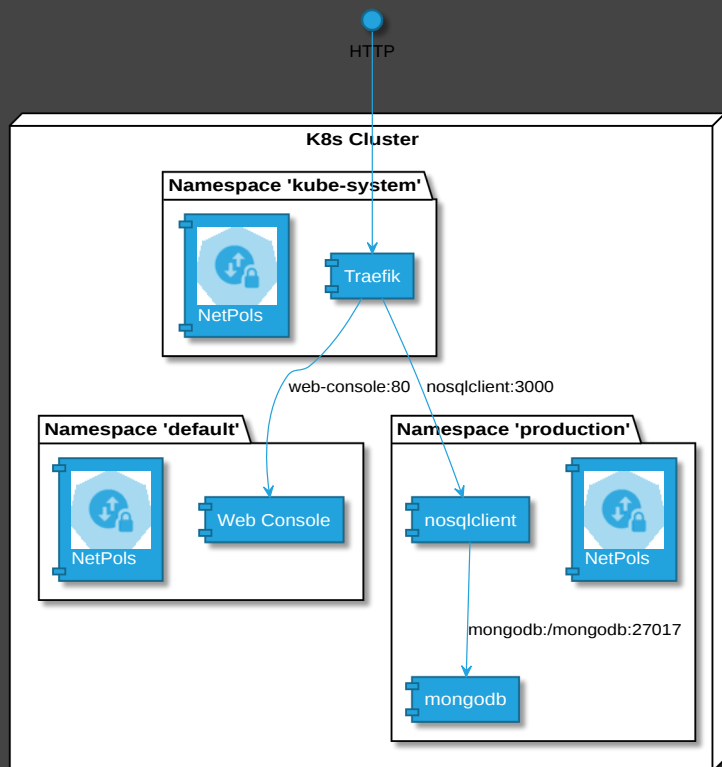 HTTP
K8s Cluster
Namespace 'kube-system'
NetPols
Traefik
web-console:80
nosqlclient:3000
Namespace 'default'
NetPols
Web Console
Namespace 'production'
nosqlclient
NetPols
mongodb:/mongodb:27017
mongodb